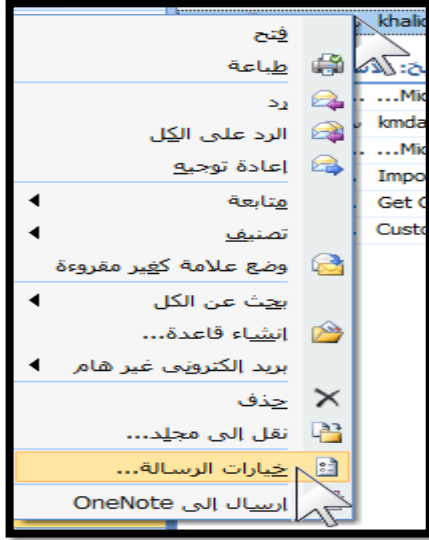 khalid
فتح
طباعة
رد
الرد على الكل
إعادة توجيه
متابعة
تصنيف
وضع علامة كغير مقروءة
بحث عن الكل
إنشاء قاعدة...
بريد إلكتروني غير هام
حذف
نقل إلى مجلد...
خيارات الرسالة...
إرسال إلى OneNote
...Mic
kmda
...Mic
Impo
Get C
Custo